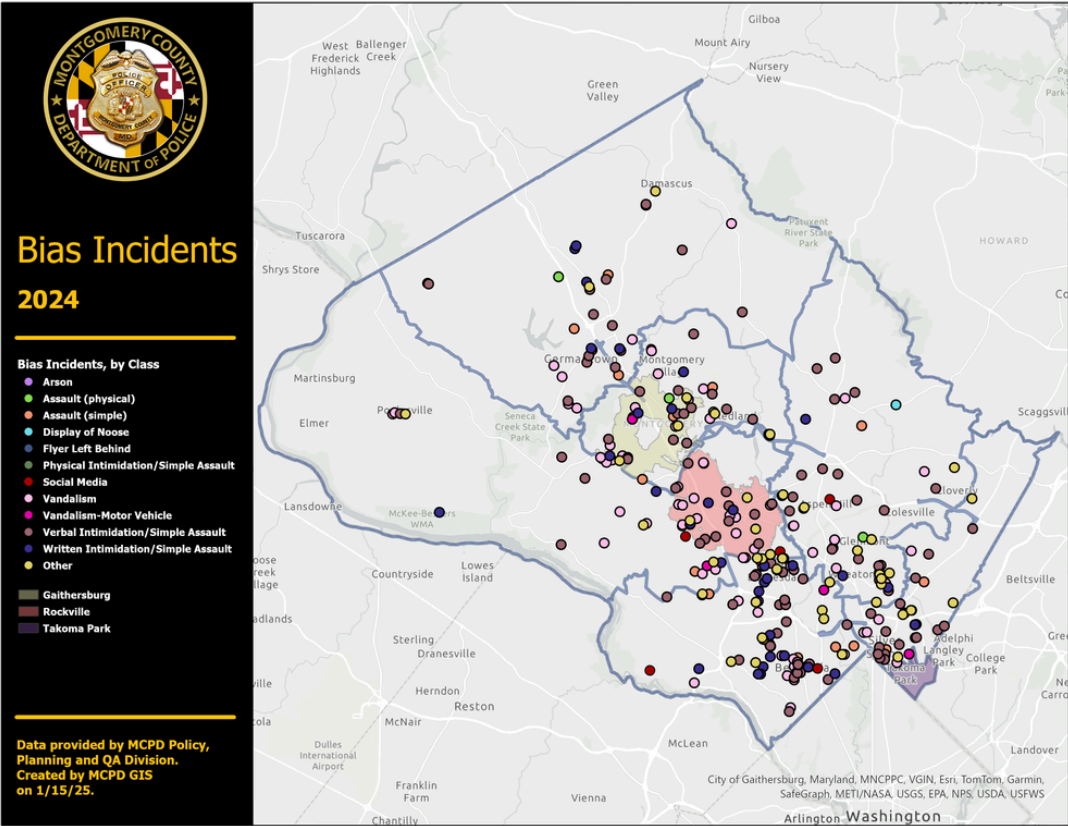 MONTGOMERY COUNTY
POLICE
OFFICER
MONTGOMERY COUNTY
MD
DEPARTMENT OF POLICE
Bias Incidents
2024
Bias Incidents, by Class
Arson
Assault (physical)
Assault (simple)
Display of Noose
Flyer Left Behind
Physical Intimidation/Simple Assault
Social Media
Vandalism
Vandalism-Motor Vehicle
Verbal Intimidation/Simple Assault
Written Intimidation/Simple Assault
Other
Gaithersburg
Rockville
Takoma Park
Data provided by MCPD Policy,
Planning and QA Division.
Created by MCPD GIS
on 1/15/25.
Gilboa
West
Frederick
Highlands
Ballenger
Creek
Mount Airy
Nursery
View
Green
Valley
Damascus
Patuxent
River State
Park
HOWARD
Tuscarora
Shrys Store
Martinsburg
Elmer
Seneca
Creek State
Park
Montgomery
Scaggsvil
Lansdowne
McKee-Beshers
WMA
Countryside
Lowes
Island
Beltsville
Sterling
Dranesville
Adelphi
Langley
Park
College
Park
Takoma
Park
Herndon
Reston
McNair
Dulles
International
Airport
McLean
Landover
Franklin
Farm
Vienna
Chantilly
Arlington
Washington
City of Gaithersburg, Maryland, MNCPPC, VGIN, Esri, TomTom, Garmin,
SafeGraph, METI/NASA, USGS, EPA, NPS, USDA, USFWS